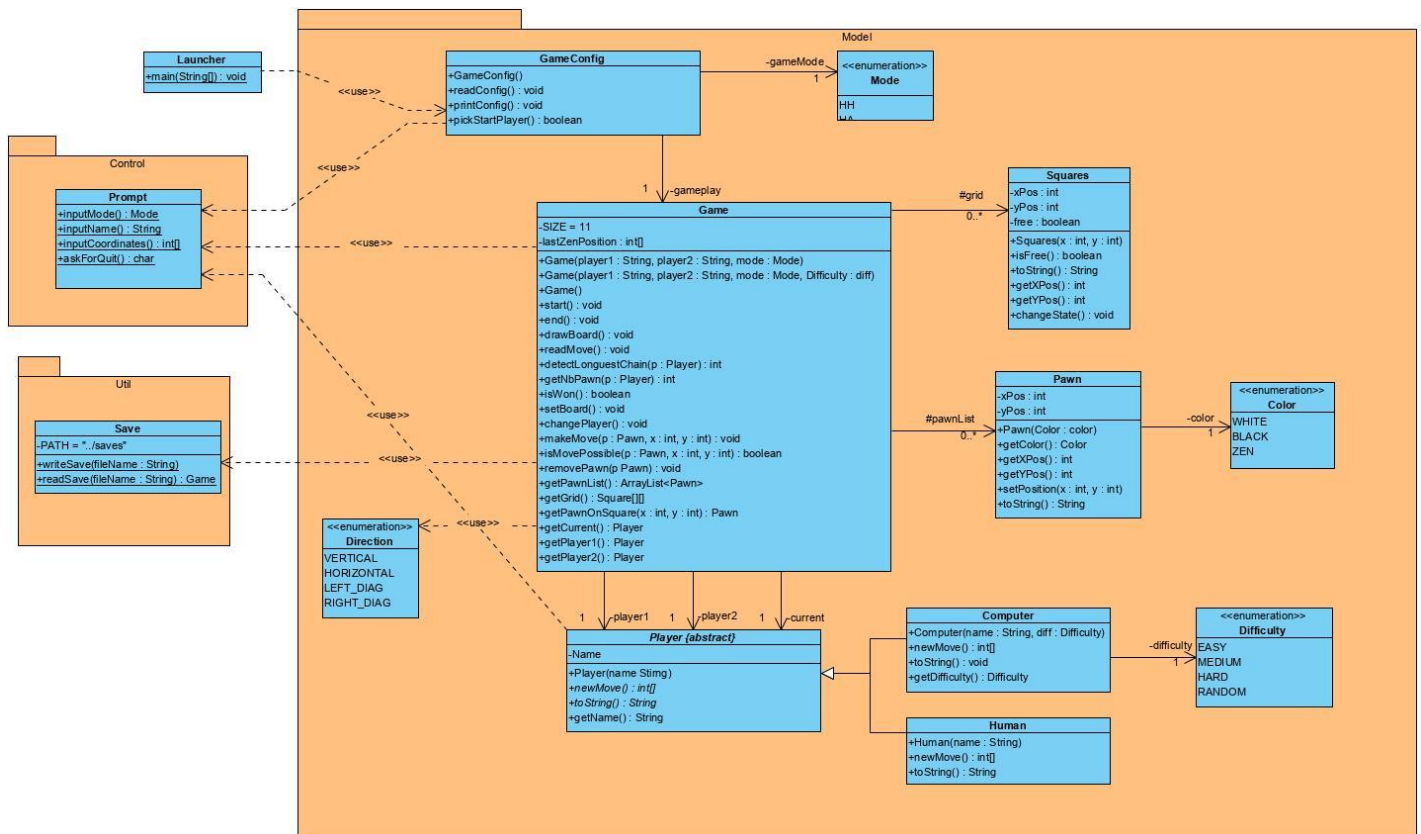 Model
Launcher
+main(String[]) : void
<<use>>
GameConfig
+GameConfig()
+readConfig() : void
+printConfig() : void
+pickStartPlayer() : boolean
-gameMode
1
<<enumeration>>
Mode
HH
HA
Control
Prompt
+inputMode() : Mode
+inputName() : String
+inputCoordinates() : int[]
+askForQuit() : char
<<use>>
<<use>>
1
-gameplay
Game
-SIZE = 11
-lastZenPosition : int[]
+Game(player1 : String, player2 : String, mode : Mode)
+Game(player1 : String, player2 : String, mode : Mode, Difficulty : diff)
+Game()
+start() : void
+end() : void
+drawBoard() : void
+readMove() : void
+detectLonguestChain(p : Player) : int
+getNbPawn(p : Player) : int
+isWon() : boolean
+setBoard() : void
+changePlayer() : void
+makeMove(p : Pawn, x : int, y : int) : void
+isMovePossible(p : Pawn, x : int, y : int) : boolean
+removePawn(p Pawn) : void
+getPawnList() : ArrayList<Pawn>
+getGrid() : Square[][]
+getPawnOnSquare(x : int, y : int) : Pawn
+getCurrent() : Player
+getPlayer1() : Player
+getPlayer2() : Player
#grid
0..*
Squares
-xPos : int
-yPos : int
-free : boolean
+Squares(x : int, y : int)
+isFree() : boolean
+toString() : String
+getXPos() : int
+getYPos() : int
+changeState() : void
#pawnList
0..*
Pawn
-xPos : int
-yPos : int
+Pawn(Color : color)
+getColor() : Color
+getXPos() : int
+getYPos() : int
+setPosition(x : int, y : int)
+toString() : String
-color
1
<<enumeration>>
Color
WHITE
BLACK
ZEN
Util
Save
-PATH = "../saves"
+writeSave(fileName : String)
+readSave(fileName : String) : Game
<<use>>
<<use>>
<<use>>
<<enumeration>>
Direction
VERTICAL
HORIZONTAL
LEFT_DIAG
RIGHT_DIAG
1
-player1
1
-player2
1
-current
Player {abstract}
-Name
+Player(name Stirng)
+newMove() : int[]
+toString() : String
+getName() : String
Computer
+Computer(name : String, diff : Difficulty)
+newMove() : int[]
+toString() : void
+getDifficulty() : Difficulty
-difficulty
1
<<enumeration>>
Difficulty
EASY
MEDIUM
HARD
RANDOM
Human
+Human(name : String)
+newMove() : int[]
+toString() : String